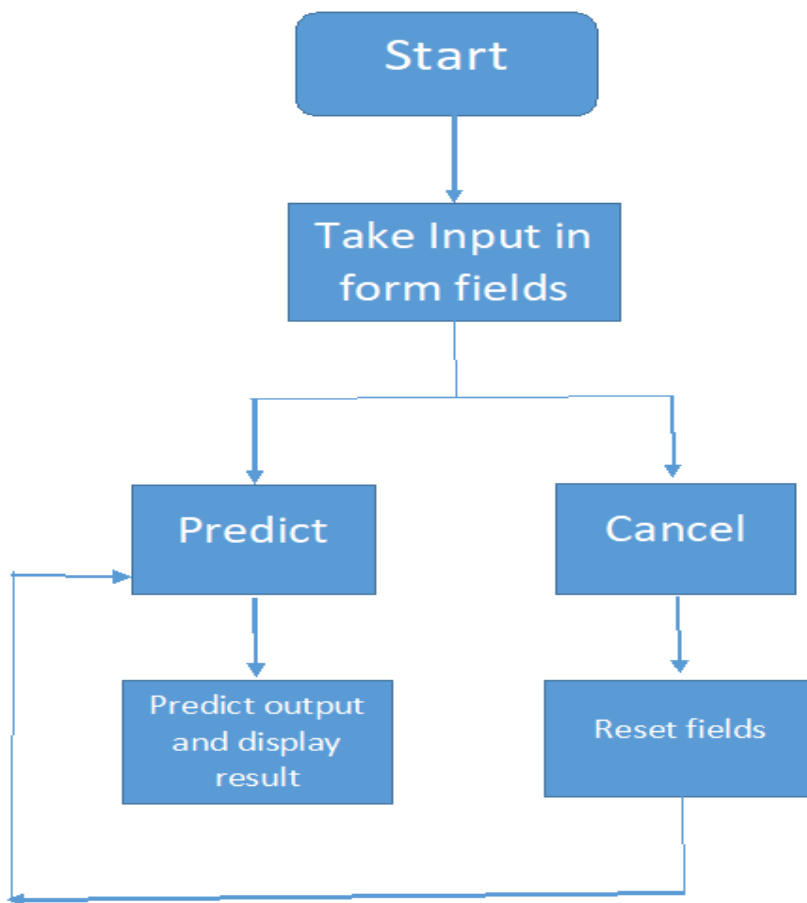 Start
Take Input in
form fields
Predict
Cancel
Predict output
and display
result
Reset fields